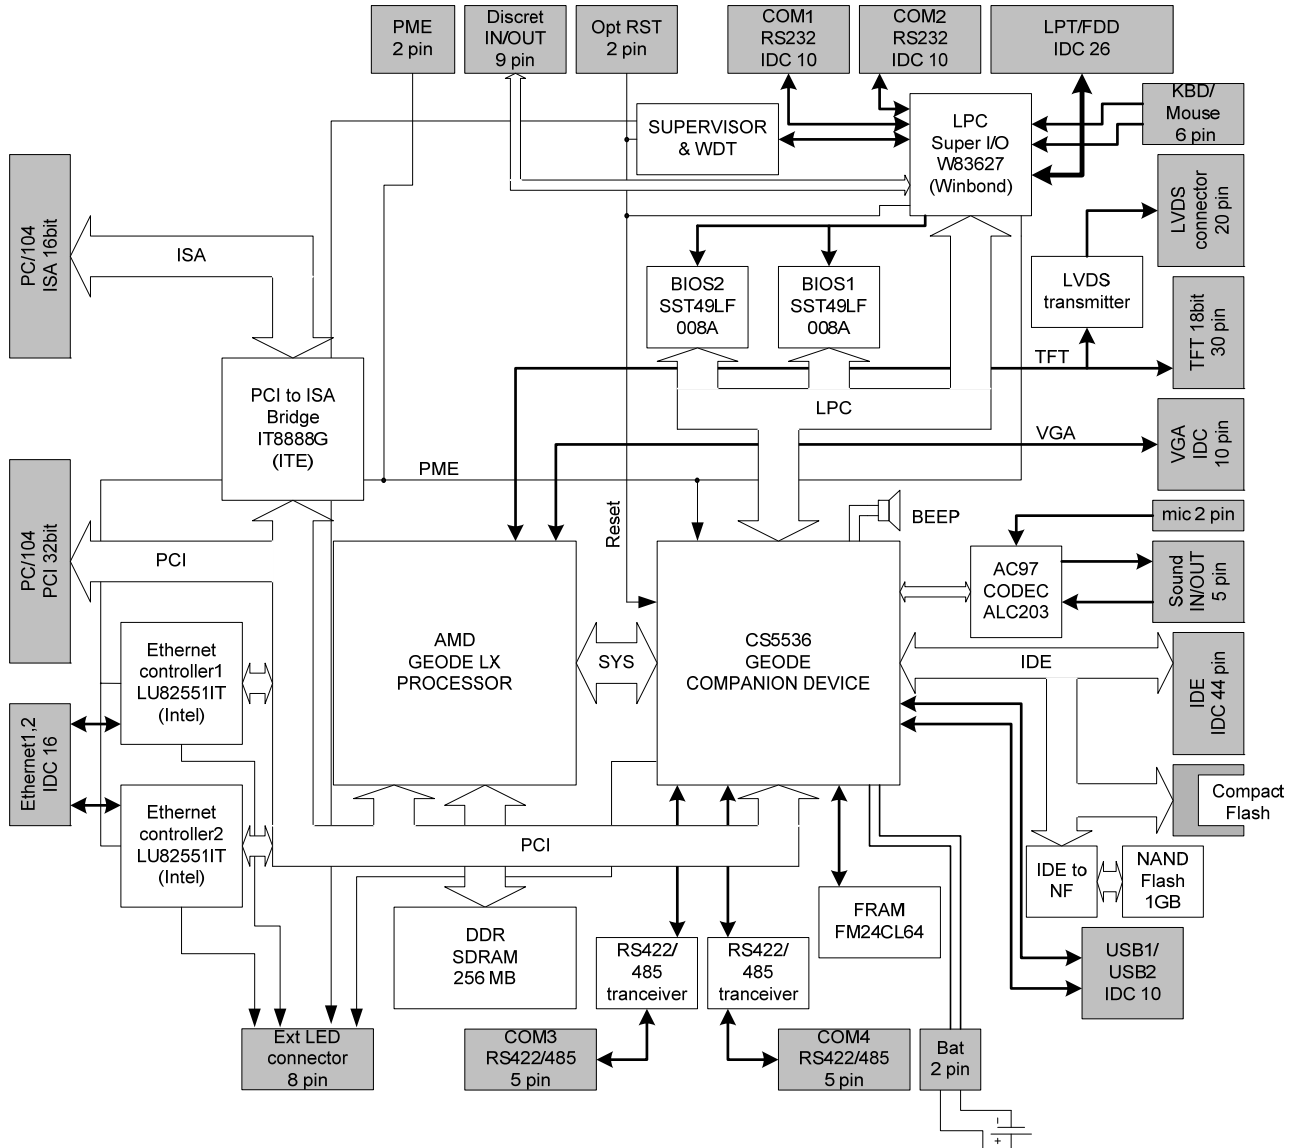 PME
2 pin
Discret
IN/OUT
9 pin
Opt RST
2 pin
COM1
RS232
IDC 10
COM2
RS232
IDC 10
LPT/FDD
IDC 26
KBD/
Mouse
6 pin
SUPERVISOR
& WDT
LPC
Super I/O
W83627
(Winbond)
PC/104
ISA 16bit
ISA
LVDS
connector
20 pin
BIOS2
SST49LF
008A
BIOS1
SST49LF
008A
LVDS
transmitter
TFT 18bit
30 pin
TFT
PCI to ISA
Bridge
IT8888G
(ITE)
LPC
VGA
VGA
IDC
10 pin
PME
Reset
BEEP
mic 2 pin
PC/104
PCI 32bit
PCI
AC97
CODEC
ALC203
Sound
IN/OUT
5 pin
AMD
GEODE LX
PROCESSOR
SYS
CS5536
GEODE
COMPANION DEVICE
IDE
IDE
IDC 44 pin
Ethernet
controller1
LU82551IT
(Intel)
Ethernet1,2
IDC 16
Ethernet
controller2
LU82551IT
(Intel)
PCI
Compact
Flash
IDE to
NF
NAND
Flash
1GB
FRAM
FM24CL64
DDR
SDRAM
256 MB
RS422/
485
tranceiver
RS422/
485
tranceiver
USB1/
USB2
IDC 10
Ext LED
connector
8 pin
COM3
RS422/485
5 pin
COM4
RS422/485
5 pin
Bat
2 pin
-
+